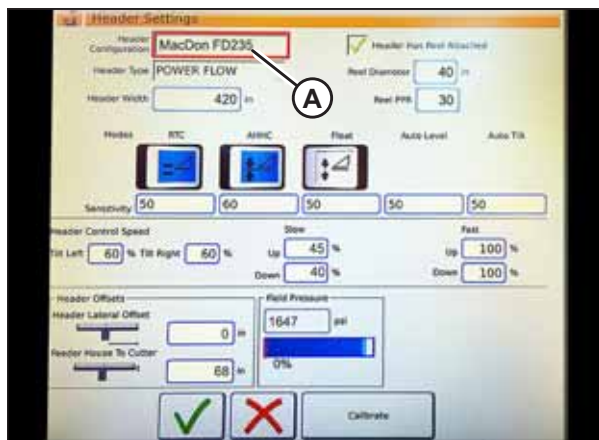 Header Settings
Header Configuration MacDon FD235 Header Has Reel Attached
Header Type POWER FLOW Reel Diameter 40 in
Header Width 420 in Reel PPR 30
A
Modes RTC AHHC Float Auto Level Auto Tilt
Sensitivity 50 60 50 50 50
Header Control Speed Slow Fast
Tilt Left 60 % Tilt Right 60 % Up 45 % Up 100 %
Down 40 % Down 100 %
Header Offsets Field Pressure
Header Lateral Offset 1647 psi
0 in
Feeder House To Cutter 0%
68 in
Calibrate